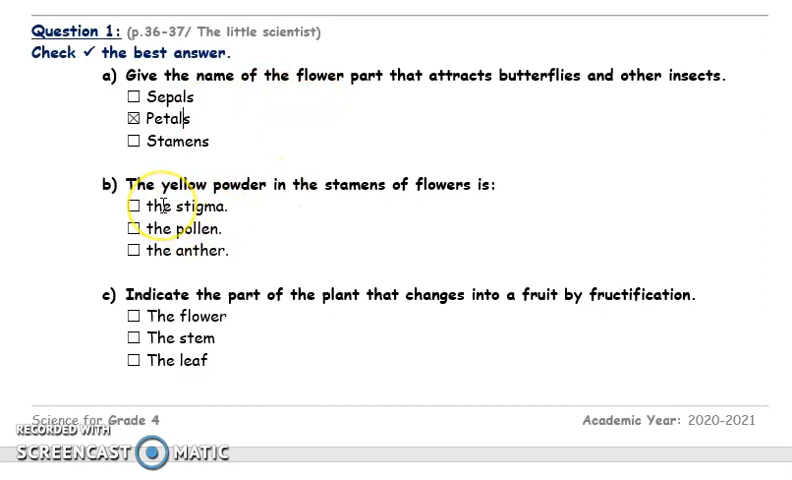 Question 1: (p.36-37/ The little scientist)
Check ✓ the best answer.
a) Give the name of the flower part that attracts butterflies and other insects.
☐ Sepals
☒ Petals
☐ Stamens
b) The yellow powder in the stamens of flowers is:
☐ the stigma.
☐ the pollen.
☐ the anther.
c) Indicate the part of the plant that changes into a fruit by fructification.
☐ The flower
☐ The stem
☐ The leaf
Science for Grade 4 Academic Year: 2020-2021
RECORDED WITH
SCREENCAST MATIC